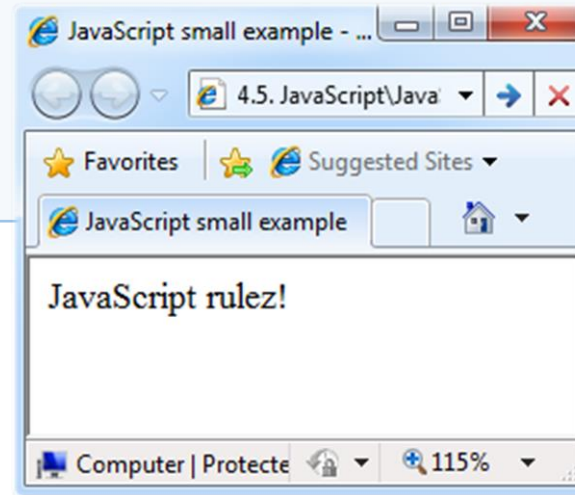 JavaScript small example - ...
4.5. JavaScript\Java
Favorites
Suggested Sites
JavaScript small example
JavaScript rulez!
Computer | Protecte
115%